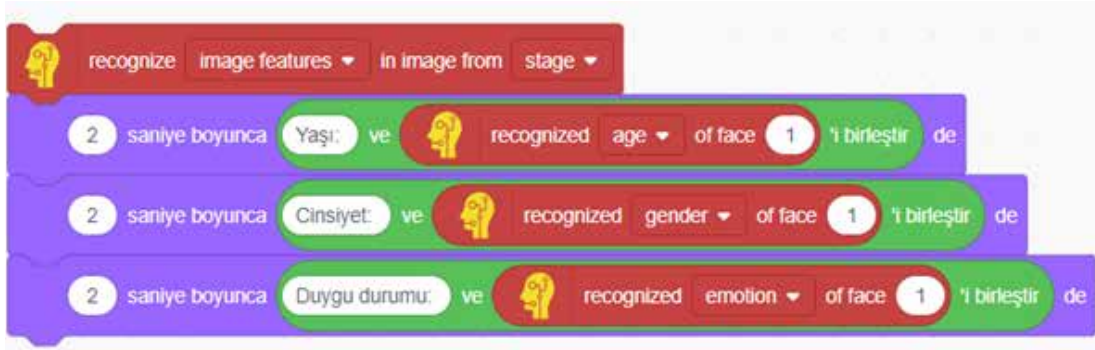 recognize image features in image from stage
2 saniye boyunca Yaşı: ve recognized age of face 1 'i birleştir de
2 saniye boyunca Cinsiyet: ve recognized gender of face 1 'i birleştir de
2 saniye boyunca Duygu durumu: ve recognized emotion of face 1 'i birleştir de